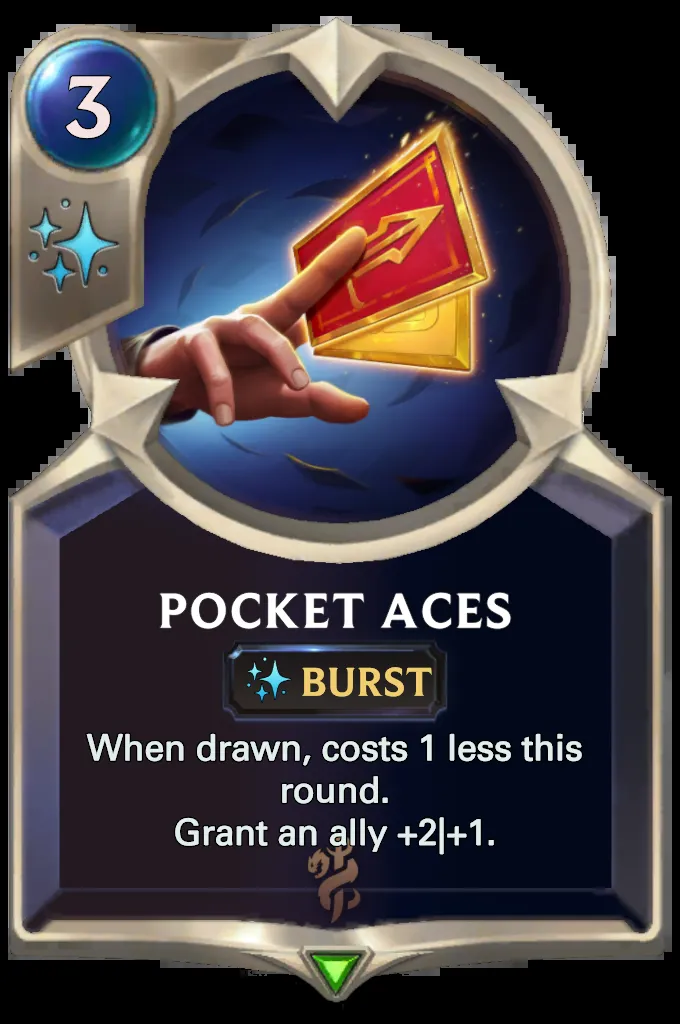 3
POCKET ACES
BURST
When drawn, costs 1 less this
round.
Grant an ally +2|+1.